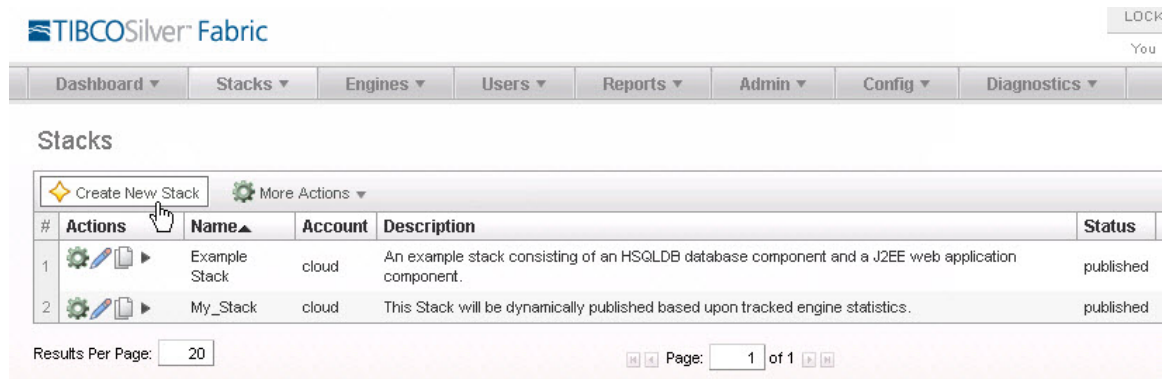 LOCK
TIBCOSilver™ Fabric
You
Dashboard Stacks Engines Users Reports Admin Config Diagnostics
Stacks
Create New Stack More Actions
# Actions Name Account Description Status
1 Example Stack cloud An example stack consisting of an HSQLDB database component and a J2EE web application component. published
2 My_Stack cloud This Stack will be dynamically published based upon tracked engine statistics. published
Results Per Page: 20 Page: 1 of 1